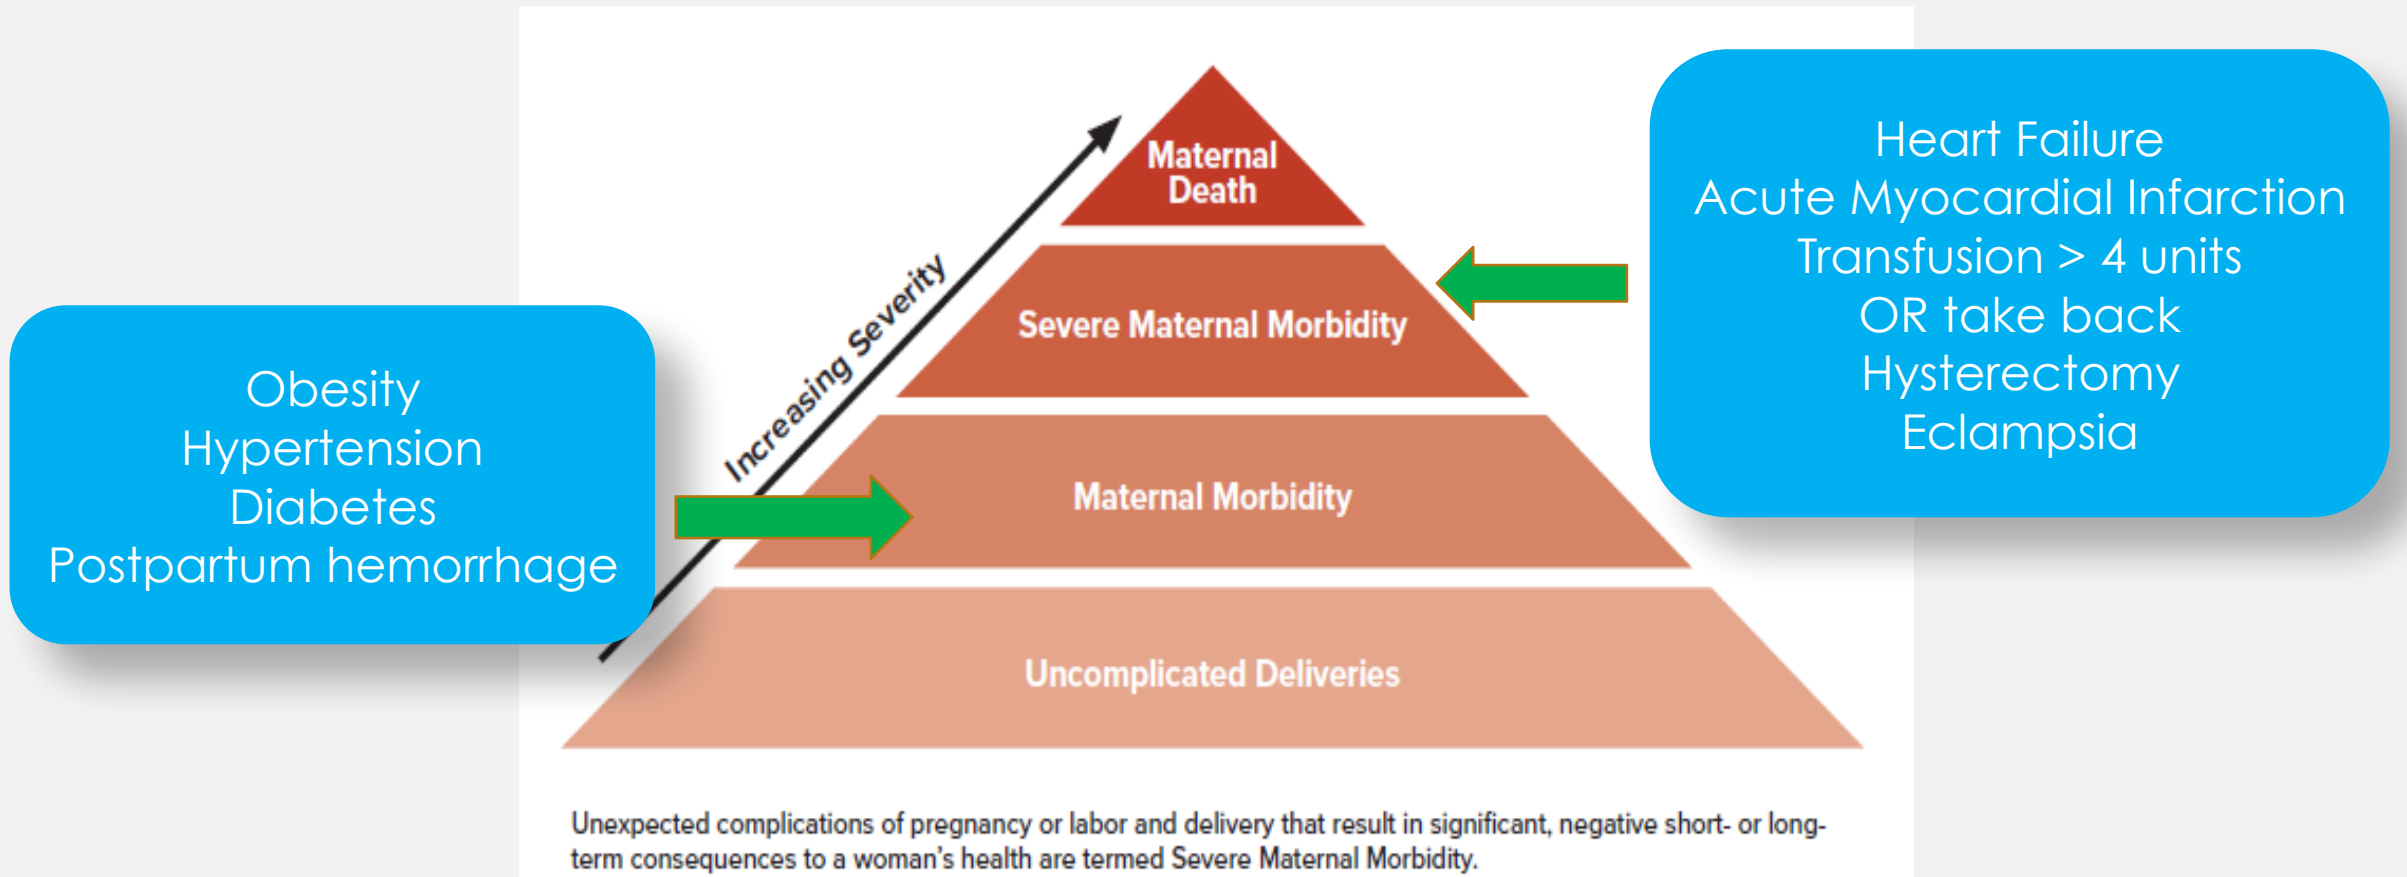 Maternal
Death
Severe Maternal Morbidity
Maternal Morbidity
Uncomplicated Deliveries
Increasing Severity
Obesity
Hypertension
Diabetes
Postpartum hemorrhage
Heart Failure
Acute Myocardial Infarction
Transfusion > 4 units
OR take back
Hysterectomy
Eclampsia
Unexpected complications of pregnancy or labor and delivery that result in significant, negative short- or long-
term consequences to a woman's health are termed Severe Maternal Morbidity.